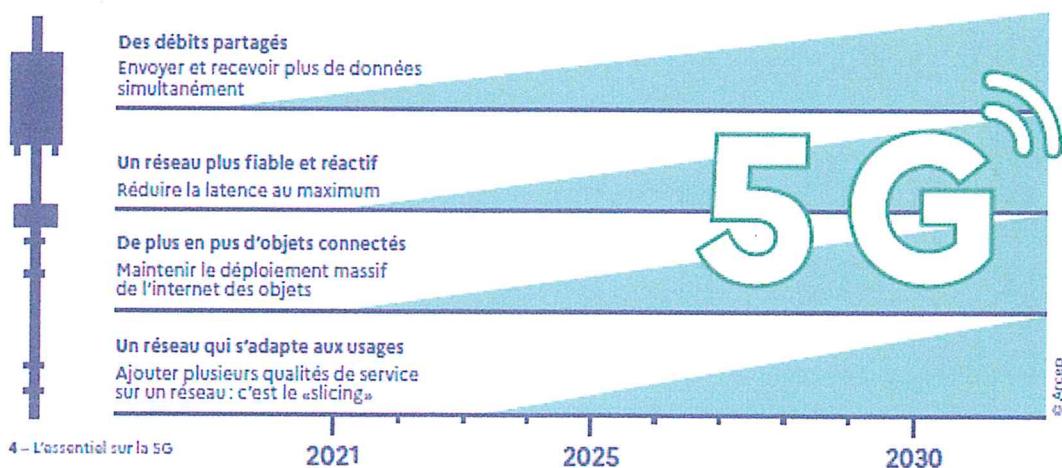 Des débits partagés
Envoyer et recevoir plus de données
simultanément
Un réseau plus fiable et réactif
Réduire la latence au maximum
5G
De plus en pus d'objets connectés
Maintenir le déploiement massif
de l'internet des objets
Un réseau qui s'adapte aux usages
Ajouter plusieurs qualités de service
sur un réseau : c'est le «slicing»
© Arcep
4 – L'essentiel sur la 5G
2021
2025
2030